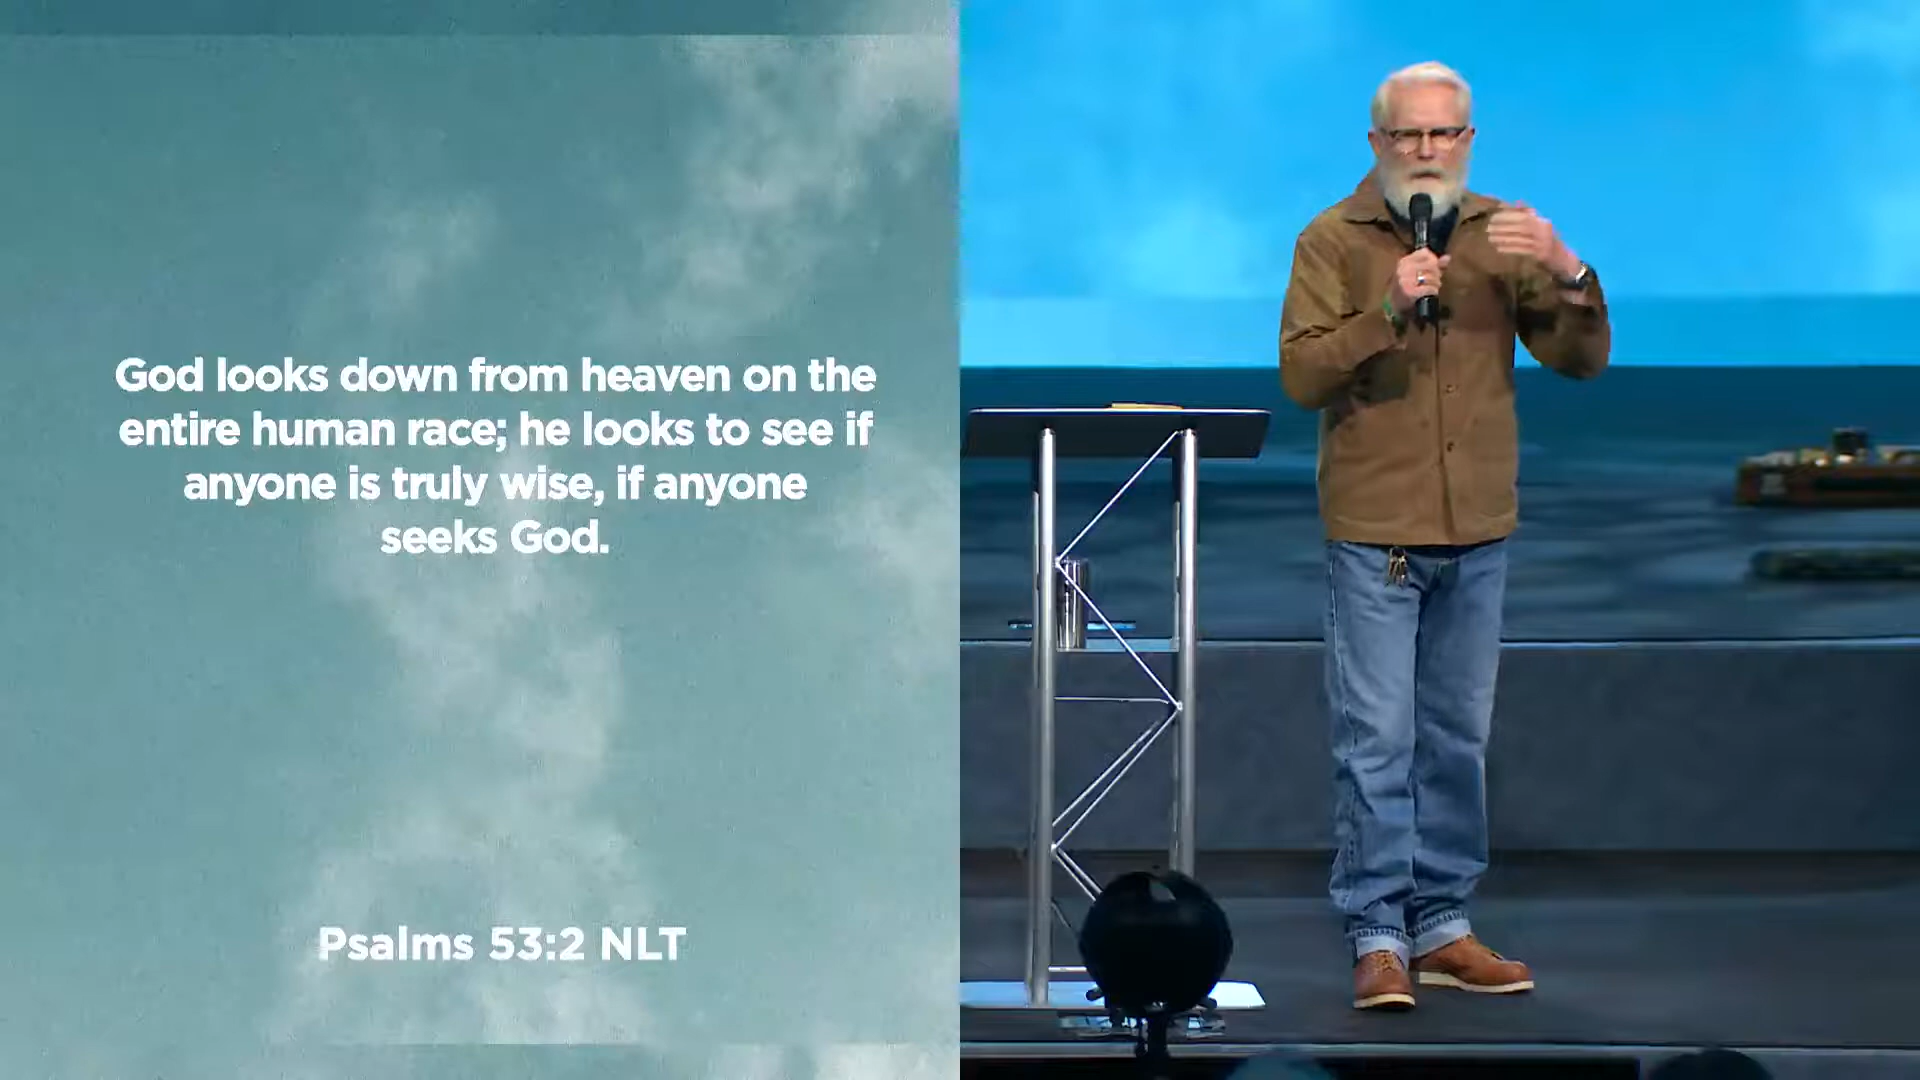 God looks down from heaven on the
entire human race; he looks to see if
anyone is truly wise, if anyone
seeks God.
Psalms 53:2 NLT